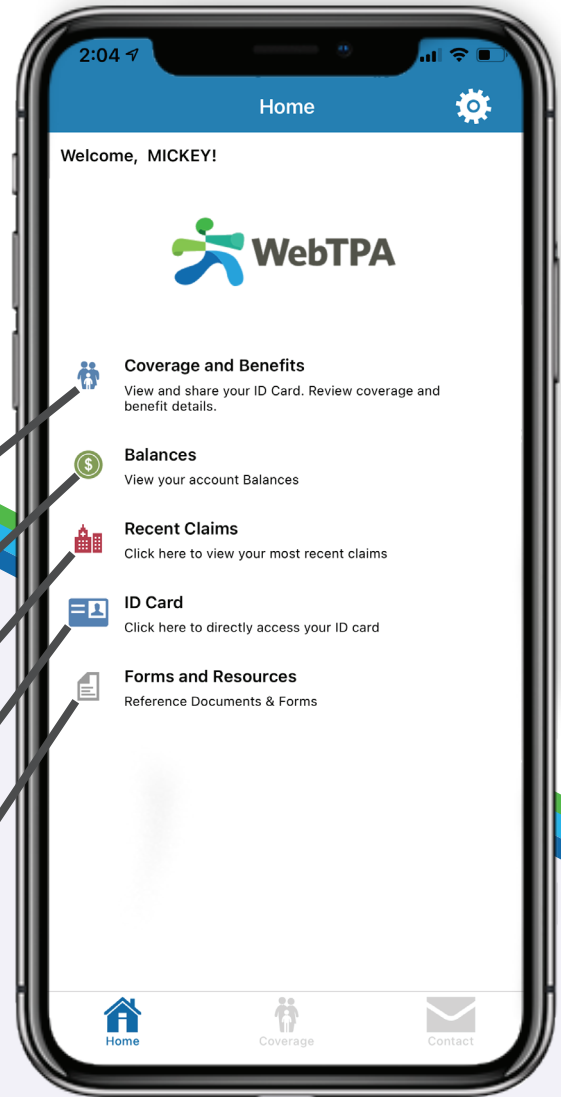 2:04
Home
Welcome, MICKEY!
WebTPA
Coverage and Benefits
View and share your ID Card. Review coverage and
benefit details.
$
Balances
View your account Balances
Recent Claims
Click here to view your most recent claims
ID Card
Click here to directly access your ID card
Forms and Resources
Reference Documents & Forms
Home
Coverage
Contact